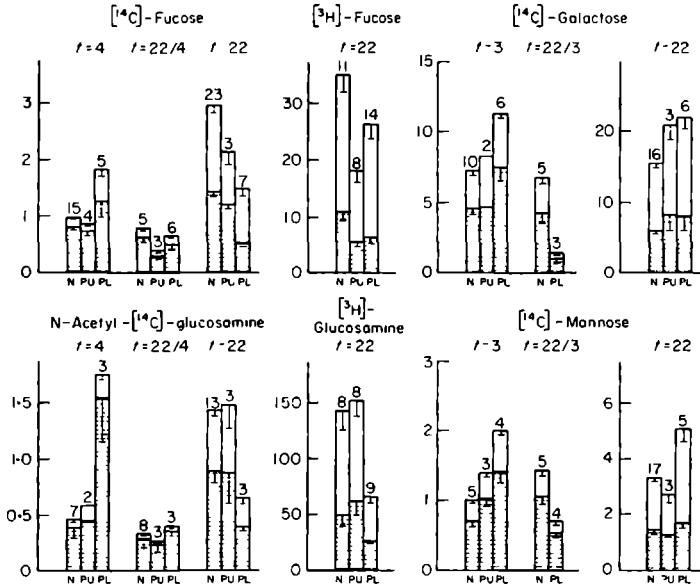 [¹⁴C]-Fucose [³H]-Fucose [¹⁴C]-Galactose
t=4 t=22/4 t-22 t=22 t-3 t=22/3 t-22
3
2
1
0
15 4 5 5 3 6 23 3 7
N PU PL N PU PL N PU PL
30
20
10
0
11 8 14
N PU PL
15
10
5
0
10 2 6 5 3
N PU PL N PL
20
10
0
16 3 6
N PU PL
N-Acetyl-[¹⁴C]-glucosamine [³H]-Glucosamine [¹⁴C]-Mannose
t=4 t=22/4 t-22 t=22 t-3 t=22/3 t=22
1·5
1·0
0·5
0
7 2 3 8 3 3 13 3 3
N PU PL N PU PL N PU PL
150
100
50
0
8 8 9
N PU PL
2
1
0
5 3 4 5 4
N PU PL N PL
6
4
2
0
17 3 5
N PU PL